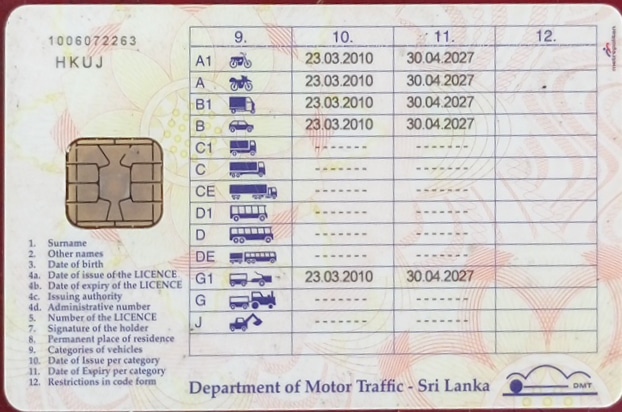 1006072263
HKUJ
9. 10. 11. 12.
A1 23.03.2010 30.04.2027
A 23.03.2010 30.04.2027
B1 23.03.2010 30.04.2027
B 23.03.2010 30.04.2027
C1 ------- -------
C ------- -------
CE ------- -------
D1 ------- -------
D ------- -------
DE ------- -------
G1 23.03.2010 30.04.2027
G ------- -------
J ------- -------
1. Surname
2. Other names
3. Date of birth
4a. Date of issue of the LICENCE
4b. Date of expiry of the LICENCE
4c. Issuing authority
4d. Administrative number
5. Number of the LICENCE
7. Signature of the holder
8. Permanent place of residence
9. Categories of vehicles
10. Date of Issue per category
11. Date of Expiry per category
12. Restrictions in code form
Department of Motor Traffic - Sri Lanka
DMT
metropolitan